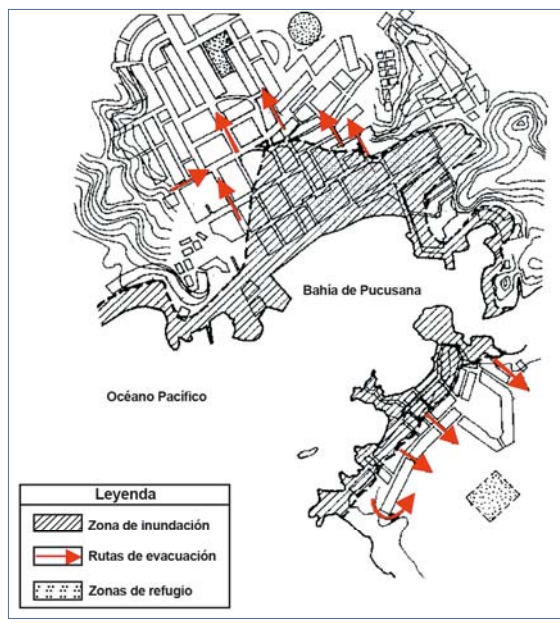 Bahía de Pucusana
Océano Pacífico
Leyenda
Zona de inundación
Rutas de evacuación
Zonas de refugio